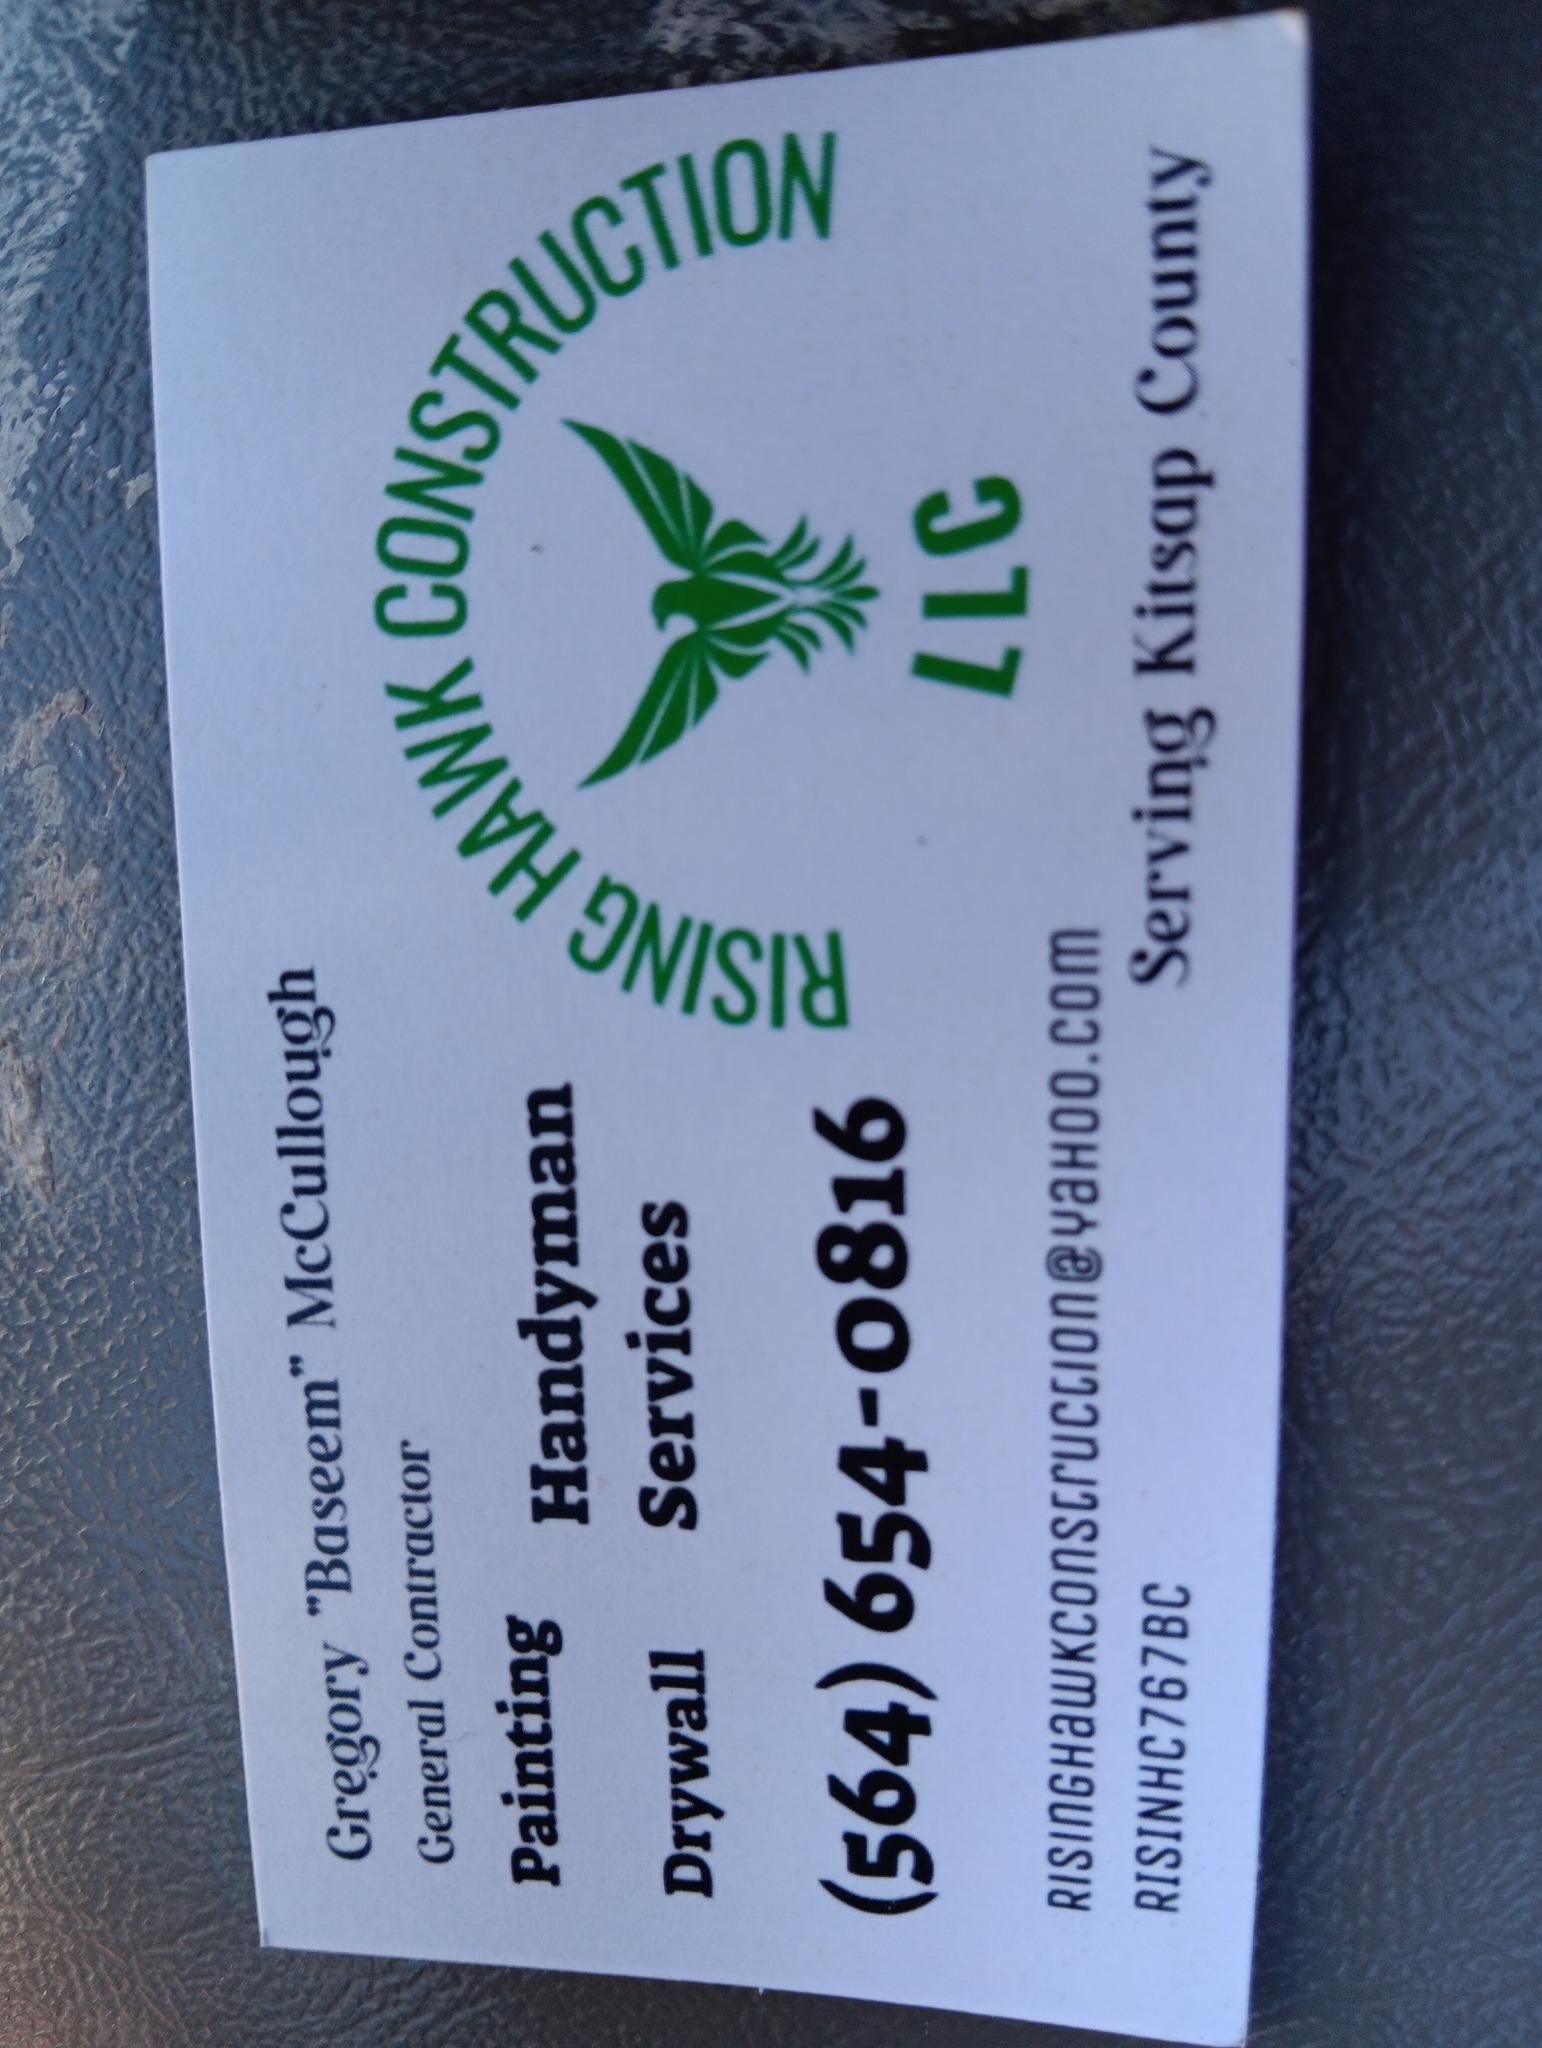 Gregory "Baseem" McCullough
General Contractor
Painting Handyman
Drywall Services
(564) 654-0816
RISINGHAWKCONSTRUCTION@YAHOO.COM
RISINHC767BC
RISING HAWK CONSTRUCTION
LLC
Serving Kitsap County